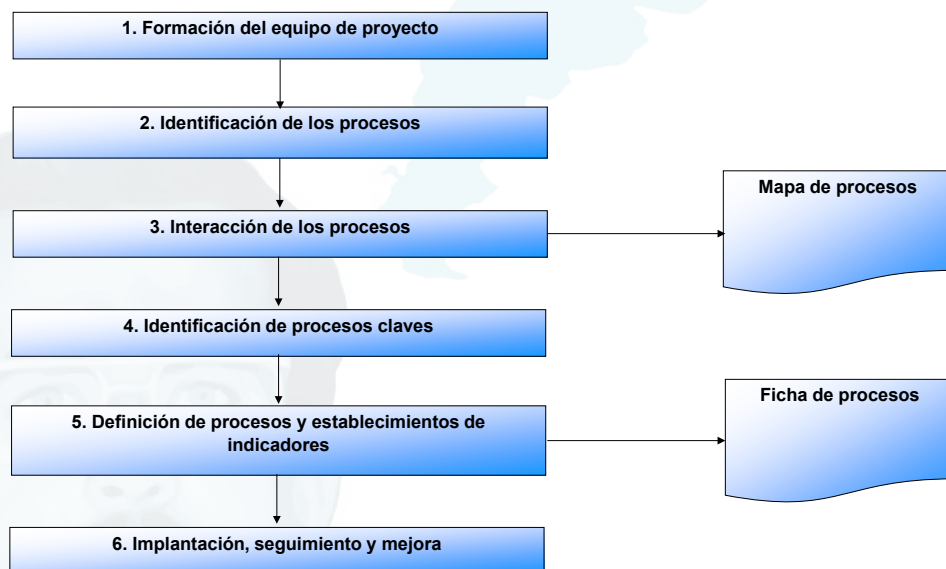 1. Formación del equipo de proyecto
2. Identificación de los procesos
Mapa de procesos
3. Interacción de los procesos
4. Identificación de procesos claves
Ficha de procesos
5. Definición de procesos y establecimientos de
indicadores
6. Implantación, seguimiento y mejora